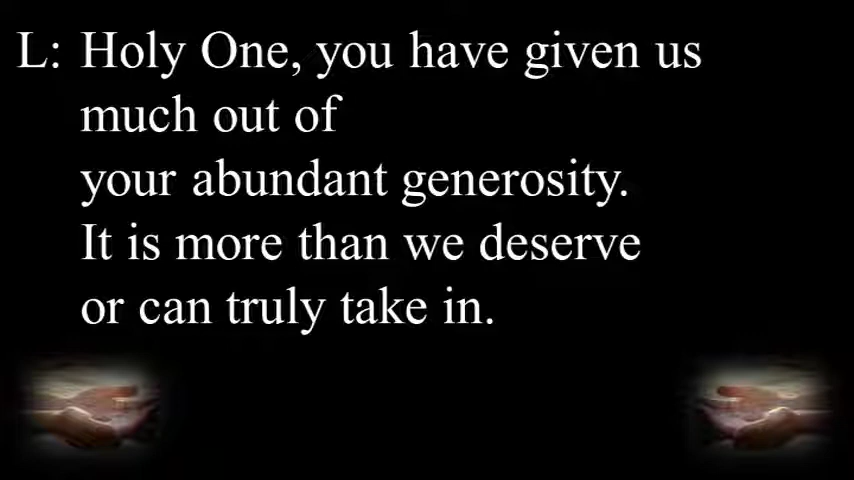 L: Holy One, you have given us
much out of
your abundant generosity.
It is more than we deserve
or can truly take in.